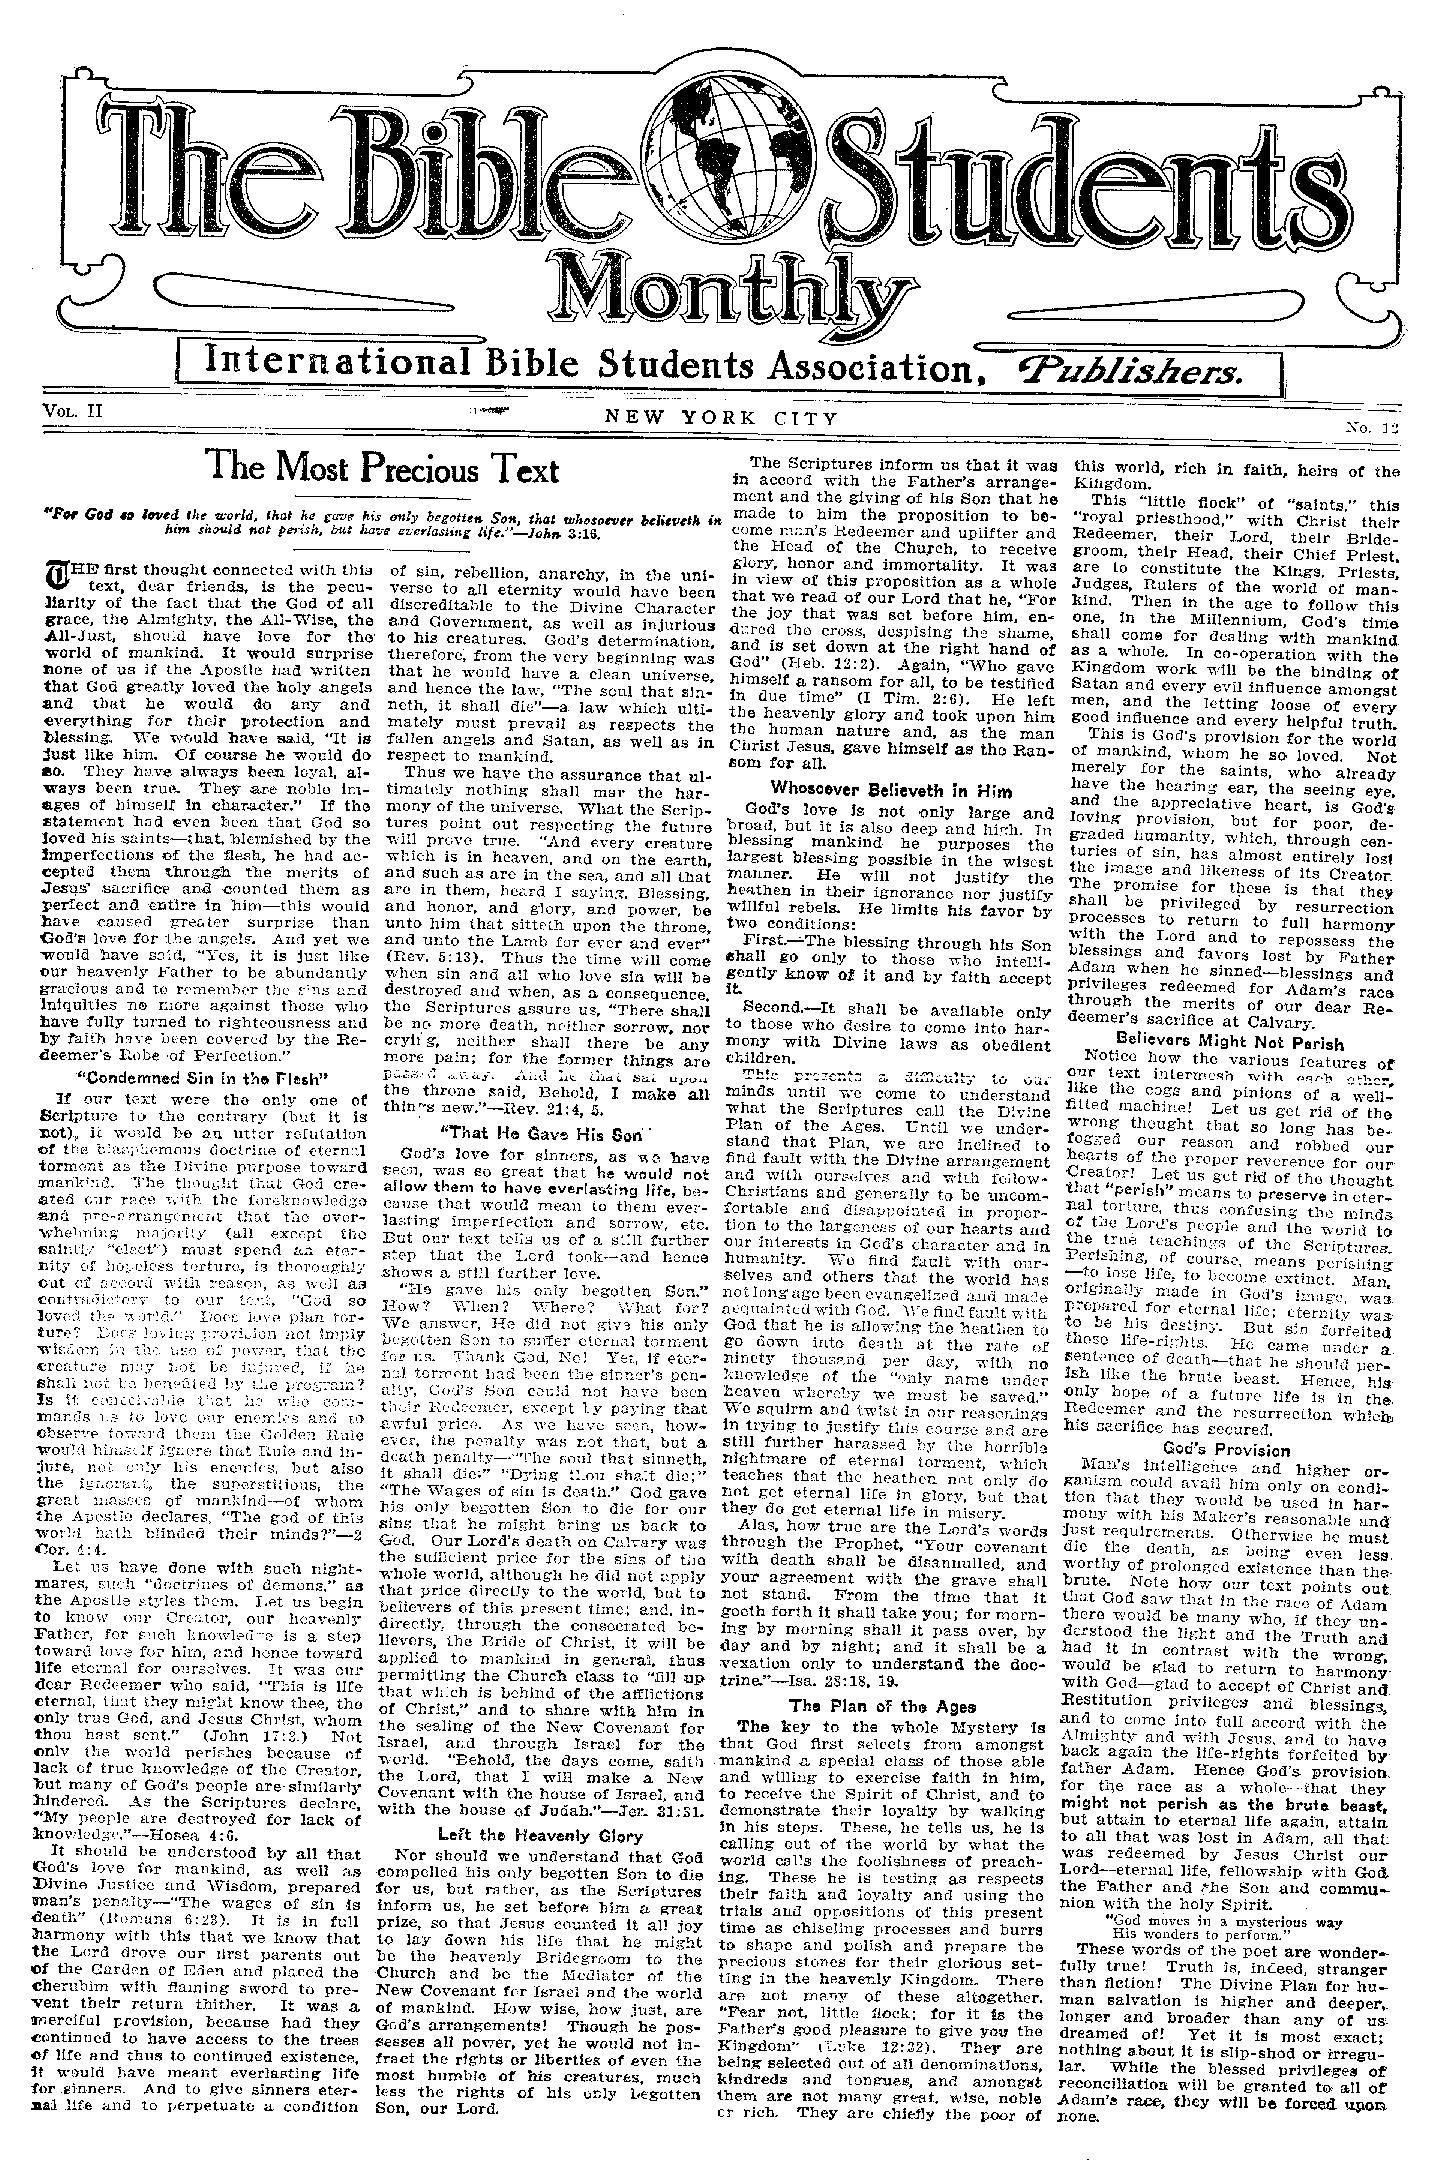 The Bible Students
Monthly
International Bible Students Association, Publishers.
VOL. II
NEW YORK CITY
No. 12
The Most Precious Text
"For God so loved the world, that he gave his only begotten Son, that whosoever believeth in
him should not perish, but have everlasting life."—John 3:16.
THE first thought connected with this
text, dear friends, is the pecu-
liarity of the fact that the God of all
grace, the Almighty, the All-Wise, the
All-Just, should have love for the
world of mankind. It would surprise
none of us if the Apostle had written
that God greatly loved the holy angels
and that he would do any and
everything for their protection and
blessing. We would have said, "It is
just like him. Of course he would do
so. They have always been loyal, al-
ways been true. They are noble im-
ages of himself in character." If the
statement had even been that God so
loved his saints—that, blemished by the
imperfections of the flesh, he had ac-
cepted them through the merits of
Jesus' sacrifice and counted them as
perfect and entire in him—this would
have caused greater surprise than
God's love for the angels. And yet we
would have said, "Yes, it is just like
our heavenly Father to be abundantly
gracious and to remember the sins and
iniquities no more against those who
have fully turned to righteousness and
by faith have been covered by the Re-
deemer's Robe of Perfection."
"Condemned Sin in the Flesh"
If our text were the only one of
Scripture to the contrary (but it is
not), it would be an utter refutation
of the blasphemous doctrine of eternal
torment as the Divine purpose toward
mankind. The thought that God cre-
ated our race with the foreknowledge
and pre-arrangement that the over-
whelming majority (all except the
saintly "elect") must spend an eter-
nity of hopeless torture, is thoroughly
out of accord with reason, as well as
contradictory to our text, "God so
loved the world." Does love plan tor-
ture? Does loving provision not imply
wisdom in the use of power, that the
creature may not be injured, if he
shall not be benefited by the program?
Is it conceivable that he who com-
mands us to love our enemies and to
observe toward them the Golden Rule
would himself ignore that Rule and in-
jure, not only his enemies, but also
the ignorant, the superstitious, the
great masses of mankind—of whom
the Apostle declares, "The god of this
world hath blinded their minds?"—2
Cor. 4:4.
Let us have done with such night-
mares, such "doctrines of demons," as
the Apostle styles them. Let us begin
to know our Creator, our heavenly
Father, for such knowledge is a step
toward love for him, and hence toward
life eternal for ourselves. It was our
dear Redeemer who said, "This is life
eternal, that they might know thee, the
only true God, and Jesus Christ, whom
thou hast sent." (John 17:3.) Not
only the world perishes because of
lack of true knowledge of the Creator,
but many of God's people are similarly
hindered. As the Scriptures declare,
"My people are destroyed for lack of
knowledge."—Hosea 4:6.
It should be understood by all that
God's love for mankind, as well as
Divine Justice and Wisdom, prepared
man's penalty—"The wages of sin is
death" (Romans 6:23). It is in full
harmony with this that we know that
the Lord drove our first parents out
of the Garden of Eden and placed the
cherubim with flaming sword to pre-
vent their return thither. It was a
merciful provision, because had they
continued to have access to the trees
of life and thus to continued existence,
it would have meant everlasting life
for sinners. And to give sinners eter-
nal life and to perpetuate a condition
of sin, rebellion, anarchy, in the uni-
verse to all eternity would have been
discreditable to the Divine Character
and Government, as well as injurious
to his creatures. God's determination,
therefore, from the very beginning was
that he would have a clean universe,
and hence the law, "The soul that sin-
neth, it shall die"—a law which ulti-
mately must prevail as respects the
fallen angels and Satan, as well as in
respect to mankind.
Thus we have the assurance that ul-
timately nothing shall mar the har-
mony of the universe. What the Scrip-
tures point out respecting the future
will prove true. "And every creature
which is in heaven, and on the earth,
and such as are in the sea, and all that
are in them, heard I saying, Blessing,
and honor, and glory, and power, be
unto him that sitteth upon the throne,
and unto the Lamb for ever and ever"
(Rev. 5:13). Thus the time will come
when sin and all who love sin will be
destroyed and when, as a consequence,
the Scriptures assure us, "There shall
be no more death, neither sorrow, nor
crying, neither shall there be any
more pain; for the former things are
passed away. And he that sat upon
the throne said, Behold, I make all
things new."—Rev. 21:4, 5.
"That He Gave His Son"
God's love for sinners, as we have
seen, was so great that he would not
allow them to have everlasting life, be-
cause that would mean to them ever-
lasting imperfection and sorrow, etc.
But our text tells us of a still further
step that the Lord took—and hence
shows a still further love.
"He gave his only begotten Son."
How? When? Where? What for?
We answer, He did not give his only
begotten Son to suffer eternal torment
for us. Thank God, No! Yet, if eter-
nal torment had been the sinner's pen-
alty, God's Son could not have been
their Redeemer, except by paying that
awful price. As we have seen, how-
ever, the penalty was not that, but a
death penalty—"The soul that sinneth,
it shall die;" "Dying thou shalt die;"
"The Wages of sin is death." God gave
his only begotten Son to die for our
sins that he might bring us back to
God. Our Lord's death on Calvary was
the sufficient price for the sins of the
whole world, although he did not apply
that price directly to the world, but to
believers of this present time; and, in-
directly, through the consecrated be-
lievers, the Bride of Christ, it will be
applied to mankind in general, thus
permitting the Church class to "fill up
that which is behind of the afflictions
of Christ," and to share with him in
the sealing of the New Covenant for
Israel, and through Israel for the
world. "Behold, the days come, saith
the Lord, that I will make a New
Covenant with the house of Israel, and
with the house of Judah."—Jer. 31:31.
Left the Heavenly Glory
Nor should we understand that God
compelled his only begotten Son to die
for us, but rather, as the Scriptures
inform us, he set before him a great
prize, so that Jesus counted it all joy
to lay down his life that he might
be the heavenly Bridegroom to the
Church and be the Mediator of the
New Covenant for Israel and the world
of mankind. How wise, how just, are
God's arrangements! Though he pos-
sesses all power, yet he would not in-
fract the rights or liberties of even the
most humble of his creatures, much
less the rights of his only begotten
Son, our Lord.
The Scriptures inform us that it was
in accord with the Father's arrange-
ment and the giving of his Son that he
made to him the proposition to be-
come man's Redeemer and uplifter and
the Head of the Church, to receive
glory, honor and immortality. It was
in view of this proposition as a whole
that we read of our Lord that he, "For
the joy that was set before him, en-
dured the cross, despising the shame,
and is set down at the right hand of
God" (Heb. 12:2). Again, "Who gave
himself a ransom for all, to be testified
in due time" (I Tim. 2:6). He left
the heavenly glory and took upon him
the human nature and, as the man
Christ Jesus, gave himself as the Ran-
som for all.
Whosoever Believeth in Him
God's love is not only large and
broad, but it is also deep and high. In
blessing mankind he purposes the
largest blessing possible in the wisest
manner. He will not justify the
heathen in their ignorance nor justify
willful rebels. He limits his favor by
two conditions:
First.—The blessing through his Son
shall go only to those who intelli-
gently know of it and by faith accept
it.
Second.—It shall be available only
to those who desire to come into har-
mony with Divine laws as obedient
children.
This presents a difficulty to our
minds until we come to understand
what the Scriptures call the Divine
Plan of the Ages. Until we under-
stand that Plan, we are inclined to
find fault with the Divine arrangement
and with ourselves and with fellow-
Christians and generally to be uncom-
fortable and disappointed in propor-
tion to the largeness of our hearts and
our interests in God's character and in
humanity. We find fault with our-
selves and others that the world has
not long ago been evangelized and made
acquainted with God. We find fault with
God that he is allowing the heathen to
go down into death at the rate of
ninety thousand per day, with no
knowledge of the "only name under
heaven whereby we must be saved."
We squirm and twist in our reasonings
in trying to justify this course and are
still further harassed by the horrible
nightmare of eternal torment, which
teaches that the heathen not only do
not get eternal life in glory, but that
they do get eternal life in misery.
Alas, how true are the Lord's words
through the Prophet, "Your covenant
with death shall be disannulled, and
your agreement with the grave shall
not stand. From the time that it
goeth forth it shall take you; for morn-
ing by morning shall it pass over, by
day and by night; and it shall be a
vexation only to understand the doc-
trine."—Isa. 28:18, 19.
The Plan of the Ages
The key to the whole Mystery is
that God first selects from amongst
mankind a special class of those able
and willing to exercise faith in him,
to receive the Spirit of Christ, and to
demonstrate their loyalty by walking
in his steps. These, he tells us, he is
calling out of the world by what the
world calls the foolishness of preach-
ing. These he is testing as respects
their faith and loyalty and using the
trials and oppositions of this present
time as chiseling processes and burrs
to shape and polish and prepare the
precious stones for their glorious set-
ting in the heavenly Kingdom. There
are not many of these altogether.
"Fear not, little flock; for it is the
Father's good pleasure to give you the
Kingdom" (Luke 12:32). They are
being selected out of all denominations,
kindreds and tongues, and amongst
them are not many great, wise, noble
or rich. They are chiefly the poor of
this world, rich in faith, heirs of the
Kingdom.
This "little flock" of "saints," this
"royal priesthood," with Christ their
Redeemer, their Lord, their Bride-
groom, their Head, their Chief Priest,
are to constitute the Kings, Priests,
Judges, Rulers of the world of man-
kind. Then in the age to follow this
one, in the Millennium, God's time
shall come for dealing with mankind
as a whole. In co-operation with the
Kingdom work will be the binding of
Satan and every evil influence amongst
men, and the letting loose of every
good influence and every helpful truth.
This is God's provision for the world
of mankind, whom he so loved. Not
merely for the saints, who already
have the hearing ear, the seeing eye,
and the appreciative heart, is God's
loving provision, but for poor, de-
graded humanity, which, through cen-
turies of sin, has almost entirely lost
the image and likeness of its Creator.
The promise for these is that they
shall be privileged by resurrection
processes to return to full harmony
with the Lord and to repossess the
blessings and favors lost by Father
Adam when he sinned—blessings and
privileges redeemed for Adam's race
through the merits of our dear Re-
deemer's sacrifice at Calvary.
Believers Might Not Perish
Notice how the various features of
our text intermesh with each other,
like the cogs and pinions of a well-
fitted machine! Let us get rid of the
wrong thought that so long has be-
fogged our reason and robbed our
hearts of the proper reverence for our
Creator! Let us get rid of the thought
that "perish" means to preserve in eter-
nal torture, thus confusing the minds
of the Lord's people and the world to
the true teachings of the Scriptures.
Perishing, of course, means perishing
—to lose life, to become extinct. Man,
originally made in God's image, was
prepared for eternal life; eternity was
to be his destiny. But sin forfeited
these life-rights. He came under a
sentence of death—that he should per-
ish like the brute beast. Hence, his
only hope of a future life is in the
Redeemer and the resurrection which
his sacrifice has secured.
God's Provision
Man's intelligence and higher or-
ganism could avail him only on condi-
tion that they would be used in har-
mony with his Maker's reasonable and
just requirements. Otherwise he must
die the death, as being even less
worthy of prolonged existence than the
brute. Note how our text points out
that God saw that in the race of Adam
there would be many who, if they un-
derstood the light and the Truth and
had it in contrast with the wrong,
would be glad to return to harmony
with God—glad to accept of Christ and
Restitution privileges and blessings,
and to come into full accord with the
Almighty and with Jesus, and to have
back again the life-rights forfeited by
father Adam. Hence God's provision
for the race as a whole—that they
might not perish as the brute beast,
but attain to eternal life again, attain
to all that was lost in Adam, all that
was redeemed by Jesus Christ our
Lord—eternal life, fellowship with God
the Father and the Son and commu-
nion with the holy Spirit.
"God moves in a mysterious way
His wonders to perform."
These words of the poet are wonder-
fully true! Truth is, indeed, stranger
than fiction! The Divine Plan for hu-
man salvation is higher and deeper,
longer and broader than any of us
dreamed of! Yet it is most exact;
nothing about it is slip-shod or irregu-
lar. While the blessed privileges of
reconciliation will be granted to all of
Adam's race, they will be forced upon
none.